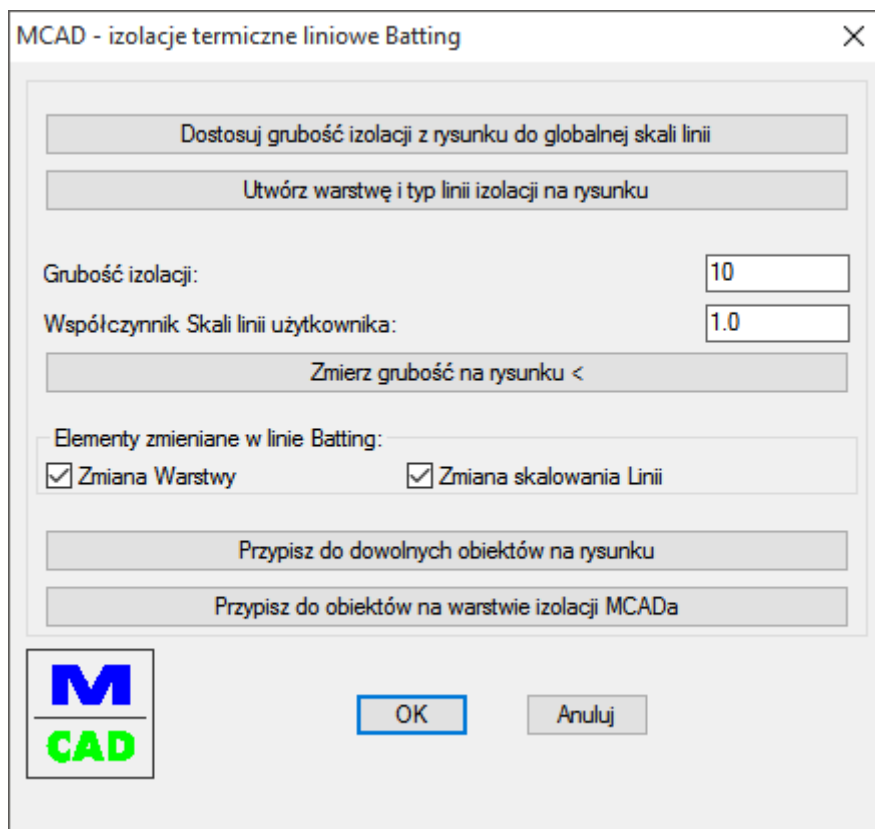 MCAD - izolacje termiczne liniowe Batting
Dostosuj grubość izolacji z rysunku do globalnej skali linii
Utwórz warstwę i typ linii izolacji na rysunku
Grubość izolacji:
10
Współczynnik Skali linii użytkownika:
1.0
Zmierz grubość na rysunku <
Elementy zmieniane w linie Batting:
Zmiana Warstwy
Zmiana skalowania Linii
Przypisz do dowolnych obiektów na rysunku
Przypisz do obiektów na warstwie izolacji MCADa
M
CAD
OK
Anuluj